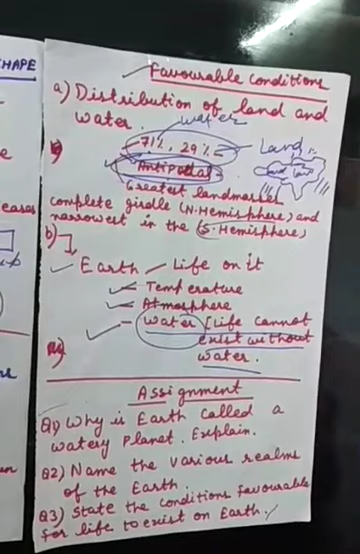 SHAPE
Favourable Conditions
a) Distribution of land and
water.
water
71%, 29%
Land
Antipodal
Greatest landmasses
complete girdle (N. Hemisphere) and
narrowest in the (S. Hemisphere)
b)
Earth / Life on it
- Temperature
- Atmosphere
- Water [Life cannot
exist without
water.
Assignment
Q1) Why is Earth called a
watery Planet. Explain.
Q2) Name the various realms
of the Earth.
Q3) State the conditions favourable
for life to exist on Earth.